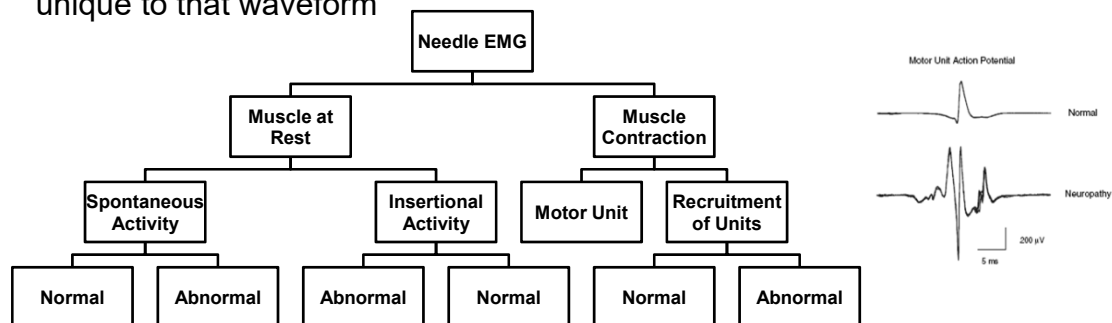 unique to that waveform
Needle EMG
Muscle at
Rest
Muscle
Contraction
Spontaneous
Activity
Insertional
Activity
Motor Unit
Recruitment
of Units
Normal
Abnormal
Abnormal
Normal
Normal
Abnormal
Motor Unit Action Potential
Normal
Neuropathy
200 µV
5 ms